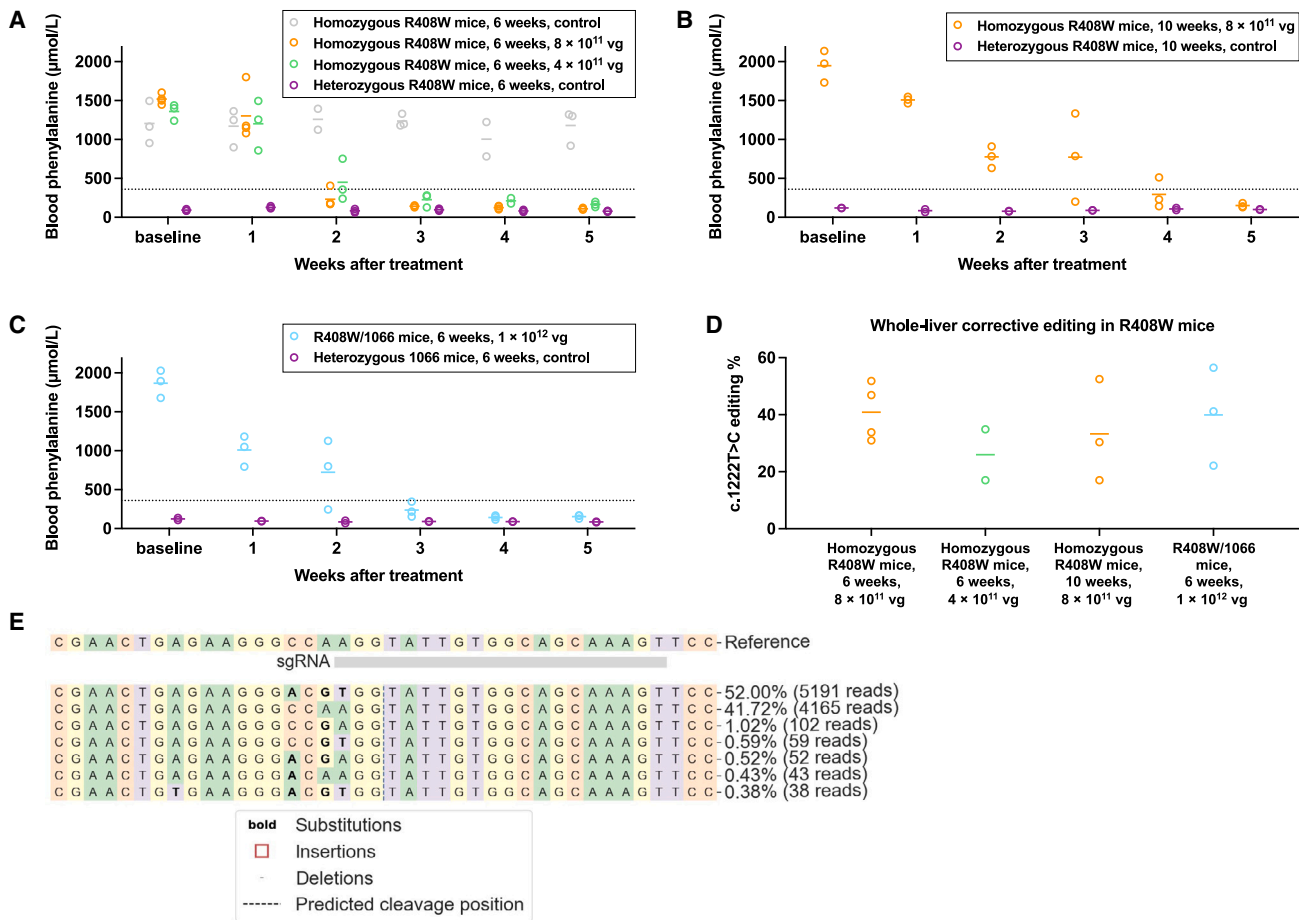 A
Homozygous R408W mice, 6 weeks, control
Homozygous R408W mice, 6 weeks, 8 × 10¹¹ vg
Homozygous R408W mice, 6 weeks, 4 × 10¹¹ vg
Heterozygous R408W mice, 6 weeks, control
Blood phenylalanine (µmol/L)
2000
1500
1000
500
0
baseline 1 2 3 4 5
Weeks after treatment
B
Homozygous R408W mice, 10 weeks, 8 × 10¹¹ vg
Heterozygous R408W mice, 10 weeks, control
Blood phenylalanine (µmol/L)
2000
1500
1000
500
0
baseline 1 2 3 4 5
Weeks after treatment
C
R408W/1066 mice, 6 weeks, 1 × 10¹² vg
Heterozygous 1066 mice, 6 weeks, control
Blood phenylalanine (µmol/L)
2000
1500
1000
500
0
baseline 1 2 3 4 5
Weeks after treatment
D
Whole-liver corrective editing in R408W mice
c.1222T>C editing %
60
40
20
0
Homozygous
R408W mice,
6 weeks,
8 × 10¹¹ vg
Homozygous
R408W mice,
6 weeks,
4 × 10¹¹ vg
Homozygous
R408W mice,
10 weeks,
8 × 10¹¹ vg
R408W/1066
mice,
6 weeks,
1 × 10¹² vg
E
C G A A C T G A G A A G G G C C A A G G T A T T G T G G C A G C A A A G T T C C -Reference
sgRNA
C G A A C T G A G A A G G G A C G T G G T A T T G T G G C A G C A A A G T T C C -52.00% (5191 reads)
C G A A C T G A G A A G G G C C A A G G T A T T G T G G C A G C A A A G T T C C -41.72% (4165 reads)
C G A A C T G A G A A G G G C C G A G G T A T T G T G G C A G C A A A G T T C C -1.02% (102 reads)
C G A A C T G A G A A G G G C C G T G G T A T T G T G G C A G C A A A G T T C C -0.59% (59 reads)
C G A A C T G A G A A G G G A C G A G G T A T T G T G G C A G C A A A G T T C C -0.52% (52 reads)
C G A A C T G A G A A G G G A C A A G G T A T T G T G G C A G C A A A G T T C C -0.43% (43 reads)
C G A A C T G T G A A G G G A C G T G G T A T T G T G G C A G C A A A G T T C C -0.38% (38 reads)
bold Substitutions
Insertions
- Deletions
Predicted cleavage position